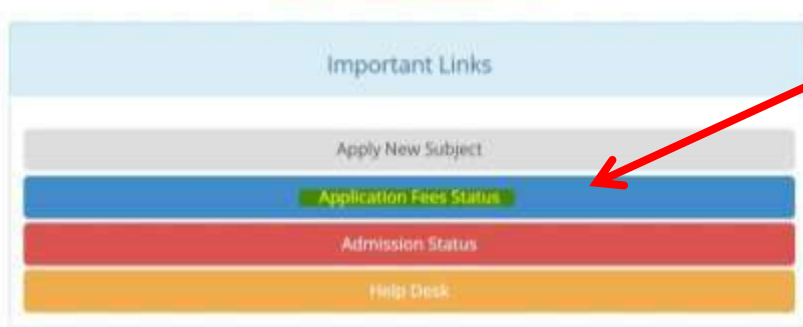 Important Links
Apply New Subject
Application Fees Status
Admission Status
Help Desk